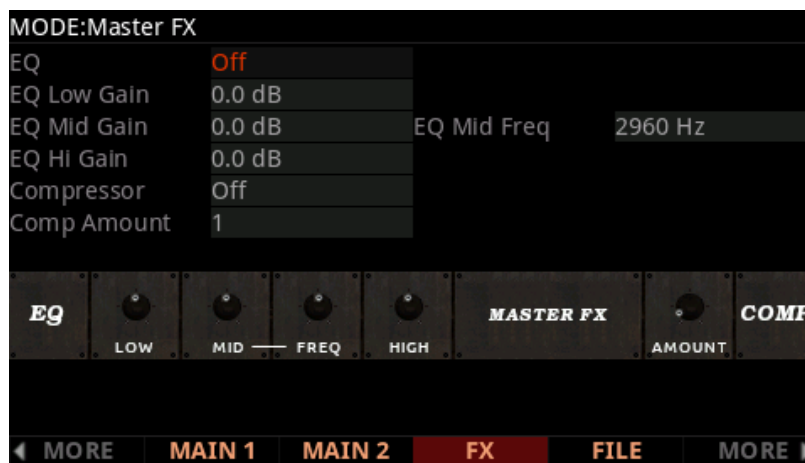 MODE:Master FX
EQ Off
EQ Low Gain 0.0 dB
EQ Mid Gain 0.0 dB EQ Mid Freq 2960 Hz
EQ Hi Gain 0.0 dB
Compressor Off
Comp Amount 1
EQ LOW MID FREQ HIGH MASTER FX AMOUNT COMP
MORE MAIN 1 MAIN 2 FX FILE MORE